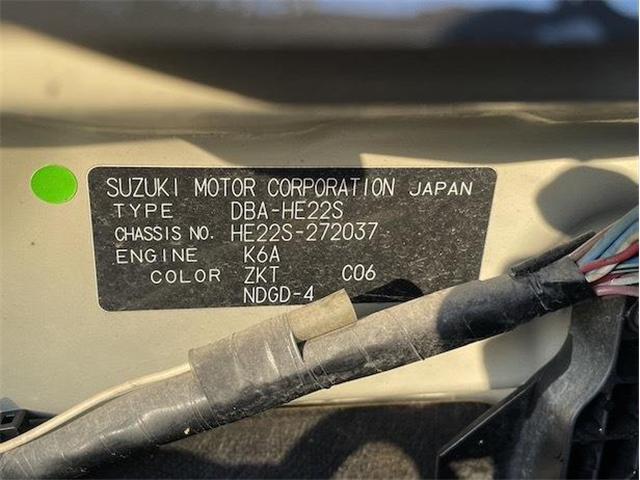 SUZUKI MOTOR CORPORATION JAPAN
TYPE DBA-HE22S
CHASSIS NO. HE22S-272037
ENGINE K6A
COLOR ZKT C06
NDGD-4